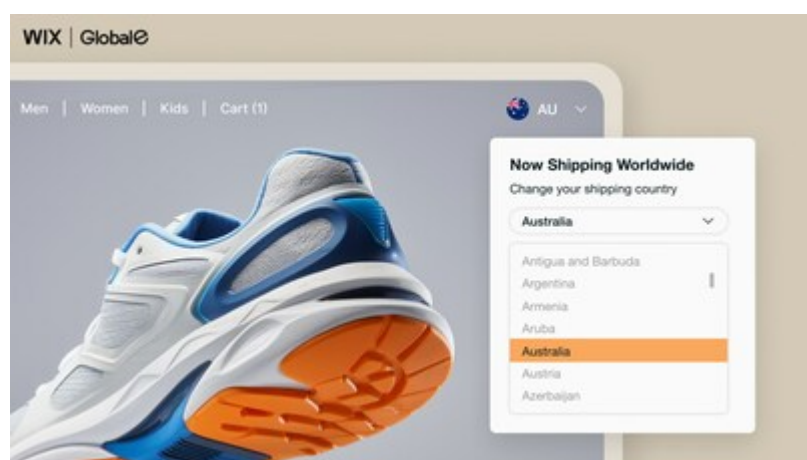 WIX | Global-e
Men | Women | Kids | Cart (1)
AU
Now Shipping Worldwide
Change your shipping country
Australia
Antigua and Barbuda
Argentina
Armenia
Aruba
Australia
Austria
Azerbaijan